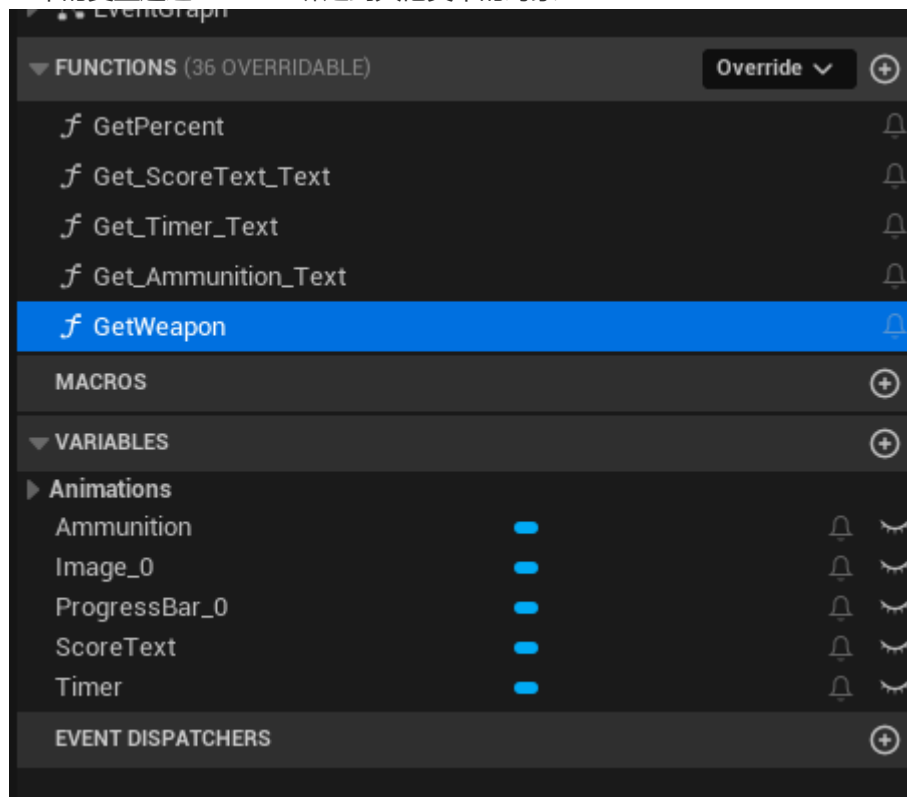 EventGraph
FUNCTIONS (36 OVERRIDABLE) Override
f GetPercent
f Get_ScoreText_Text
f Get_Timer_Text
f Get_Ammunition_Text
f GetWeapon
MACROS
VARIABLES
Animations
Ammunition
Image_0
ProgressBar_0
ScoreText
Timer
EVENT DISPATCHERS